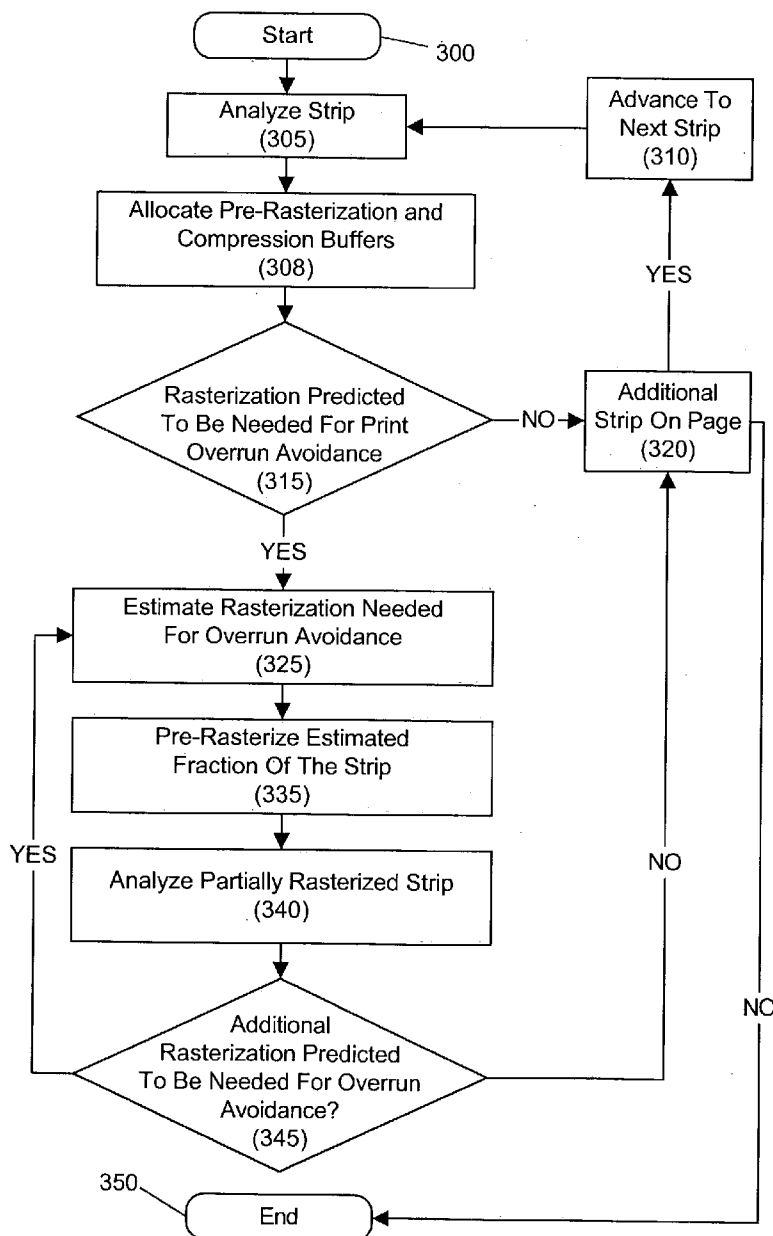 Start
300
Analyze Strip
(305)
Advance To
Next Strip
(310)
Allocate Pre-Rasterization and
Compression Buffers
(308)
YES
Rasterization Predicted
To Be Needed For Print
Overrun Avoidance
(315)
NO
Additional
Strip On Page
(320)
YES
Estimate Rasterization Needed
For Overrun Avoidance
(325)
Pre-Rasterize Estimated
Fraction Of The Strip
(335)
YES
NO
Analyze Partially Rasterized Strip
(340)
NO
Additional
Rasterization Predicted
To Be Needed For Overrun
Avoidance?
(345)
350
End